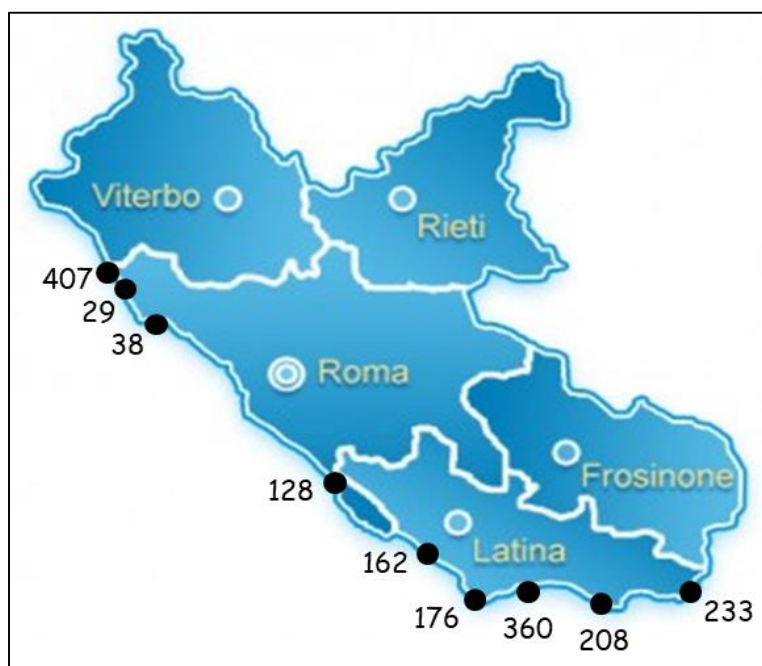 Viterbo
Rieti
407
29
38
Roma
128
Frosinone
162
Latina
176
360
208
233